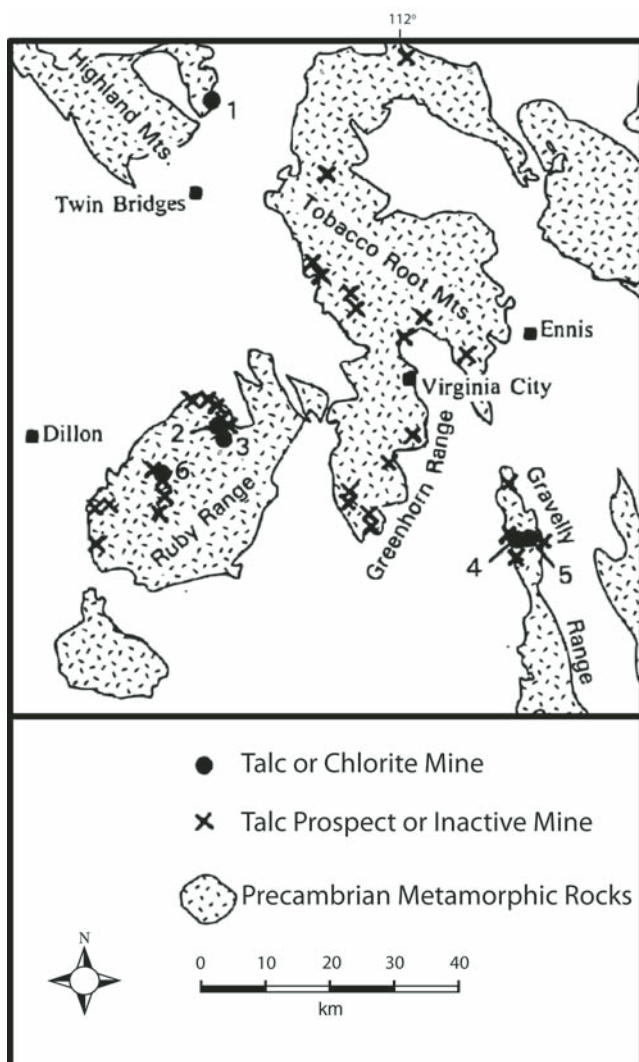 112°
Highland Mts
1
Twin Bridges
Tobacco Root Mts
Ennis
Virginia City
Dillon
2
3
6
Ruby Range
Greenhorn Range
Gravelly
4
5
Range
Talc or Chlorite Mine
Talc Prospect or Inactive Mine
Precambrian Metamorphic Rocks
N
0 10 20 30 40
km